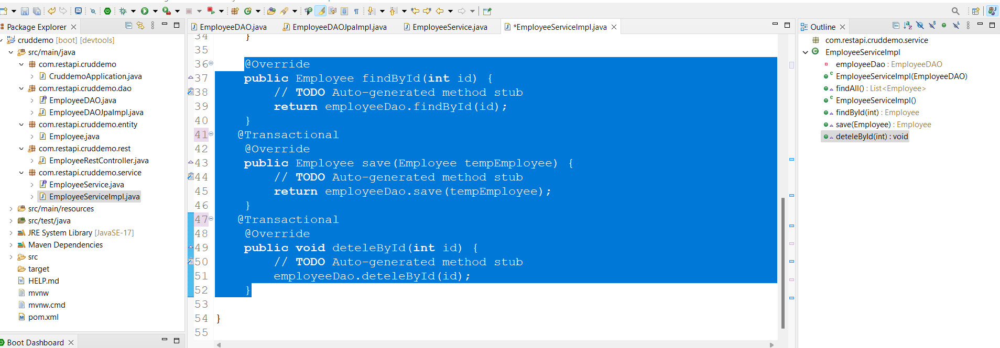 Package Explorer
cruddemo [boot] [devtools]
src/main/java
com.restapi.cruddemo
CruddemoApplication.java
com.restapi.cruddemo.dao
EmployeeDAO.java
EmployeeDAOJpaImpl.java
com.restapi.cruddemo.entity
Employee.java
com.restapi.cruddemo.rest
EmployeeRestController.java
com.restapi.cruddemo.service
EmployeeService.java
EmployeeServiceImpl.java
src/main/resources
src/test/java
JRE System Library [JavaSE-17]
Maven Dependencies
src
target
HELP.md
mvnw
mvnw.cmd
pom.xml
Boot Dashboard
EmployeeDAO.java EmployeeDAOJpaImpl.java EmployeeService.java *EmployeeServiceImpl.java
34 }
35
36 @Override
37 public Employee findById(int id) {
38 // TODO Auto-generated method stub
39 return employeeDao.findById(id);
40 }
41 @Transactional
42 @Override
43 public Employee save(Employee tempEmployee) {
44 // TODO Auto-generated method stub
45 return employeeDao.save(tempEmployee);
46 }
47 @Transactional
48 @Override
49 public void deteleById(int id) {
50 // TODO Auto-generated method stub
51 employeeDao.deteleById(id);
52 }
53
54 }
55
Outline
com.restapi.cruddemo.service
EmployeeServiceImpl
employeeDao : EmployeeDAO
EmployeeServiceImpl(EmployeeDAO)
findAll() : List<Employee>
EmployeeServiceImpl()
findById(int) : Employee
save(Employee) : Employee
deteleById(int) : void